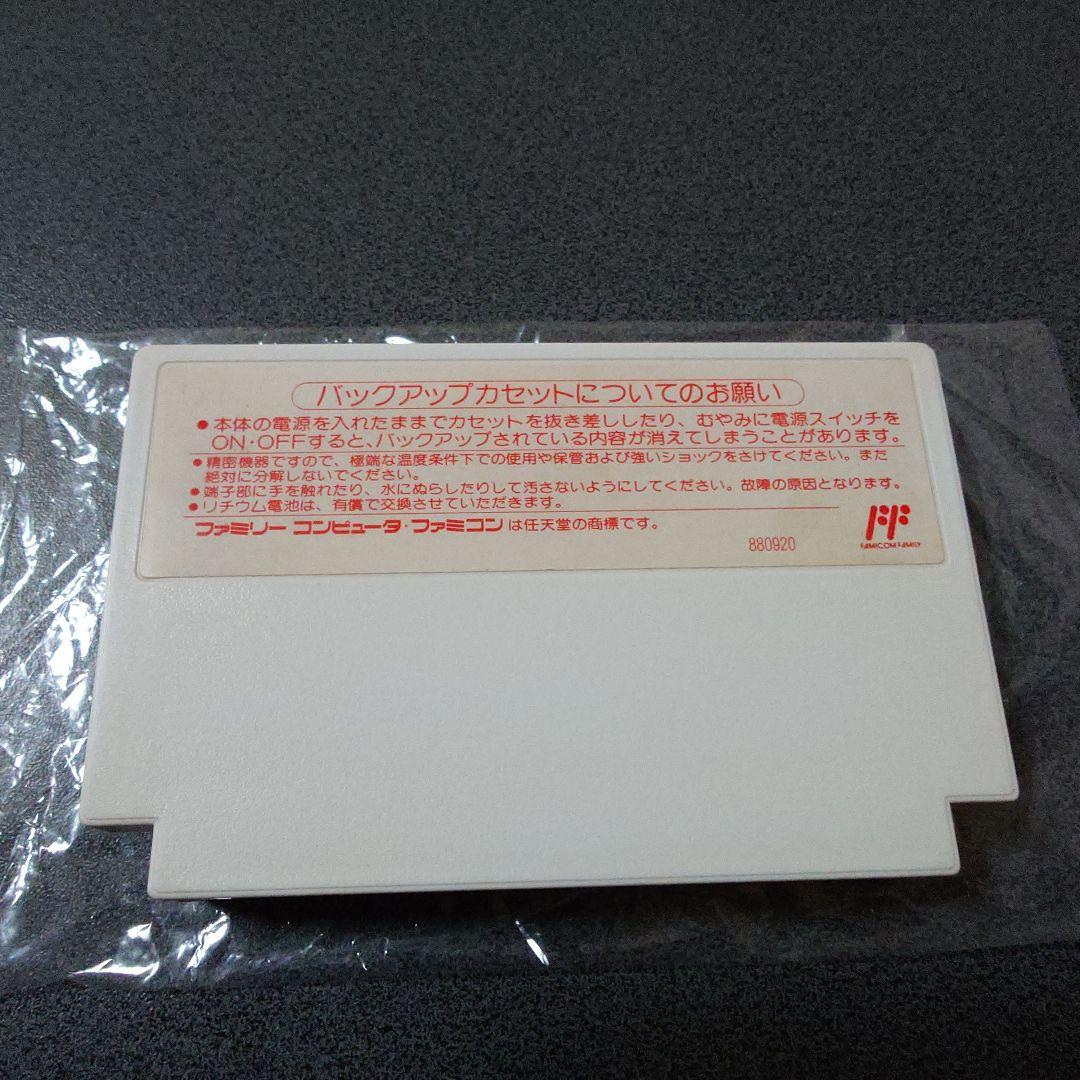 バックアップカセットについてのお願い
●本体の電源を入れたままでカセットを抜き差ししたり、むやみに電源スイッチを
ON・OFFすると、バックアップされている内容が消えてしまうことがあります。
●精密機器ですので、極端な温度条件下での使用や保管および強いショックをさけてください。また
絶対に分解しないでください。
●端子部に手を触れたり、水にぬらしたりして汚さないようにしてください。故障の原因となります。
●リチウム電池は、有償で交換させていただきます。
ファミリーコンピュータ・ファミコンは任天堂の商標です。
880920
FAMICOM FAMILY